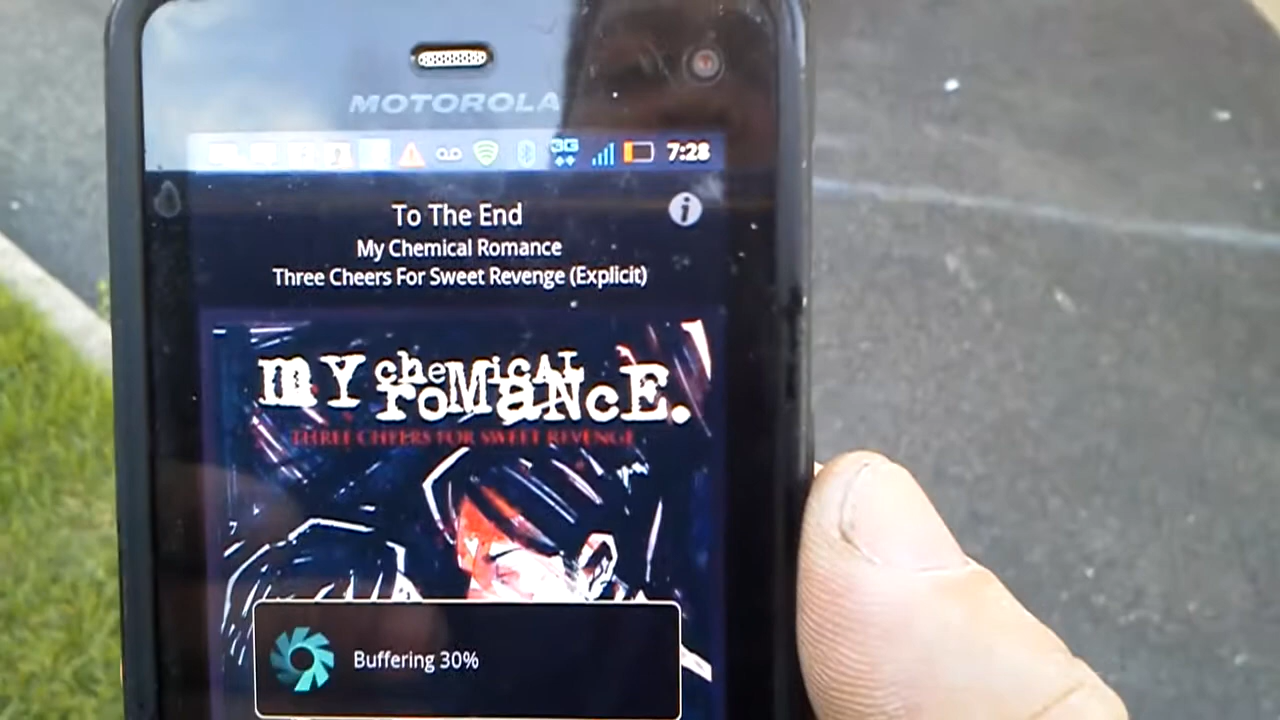 MOTOROLA
3G
7:28
To The End
My Chemical Romance
Three Cheers For Sweet Revenge (Explicit)
my cheMicAL
roMaNcE.
THREE CHEERS FOR SWEET REVENGE
Buffering 30%